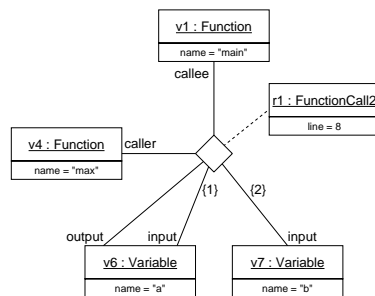 v1 : Function
name = "main"
callee
r1 : FunctionCall2
line = 8
v4 : Function
name = "max"
caller
{1}
{2}
output
input
input
v6 : Variable
name = "a"
v7 : Variable
name = "b"